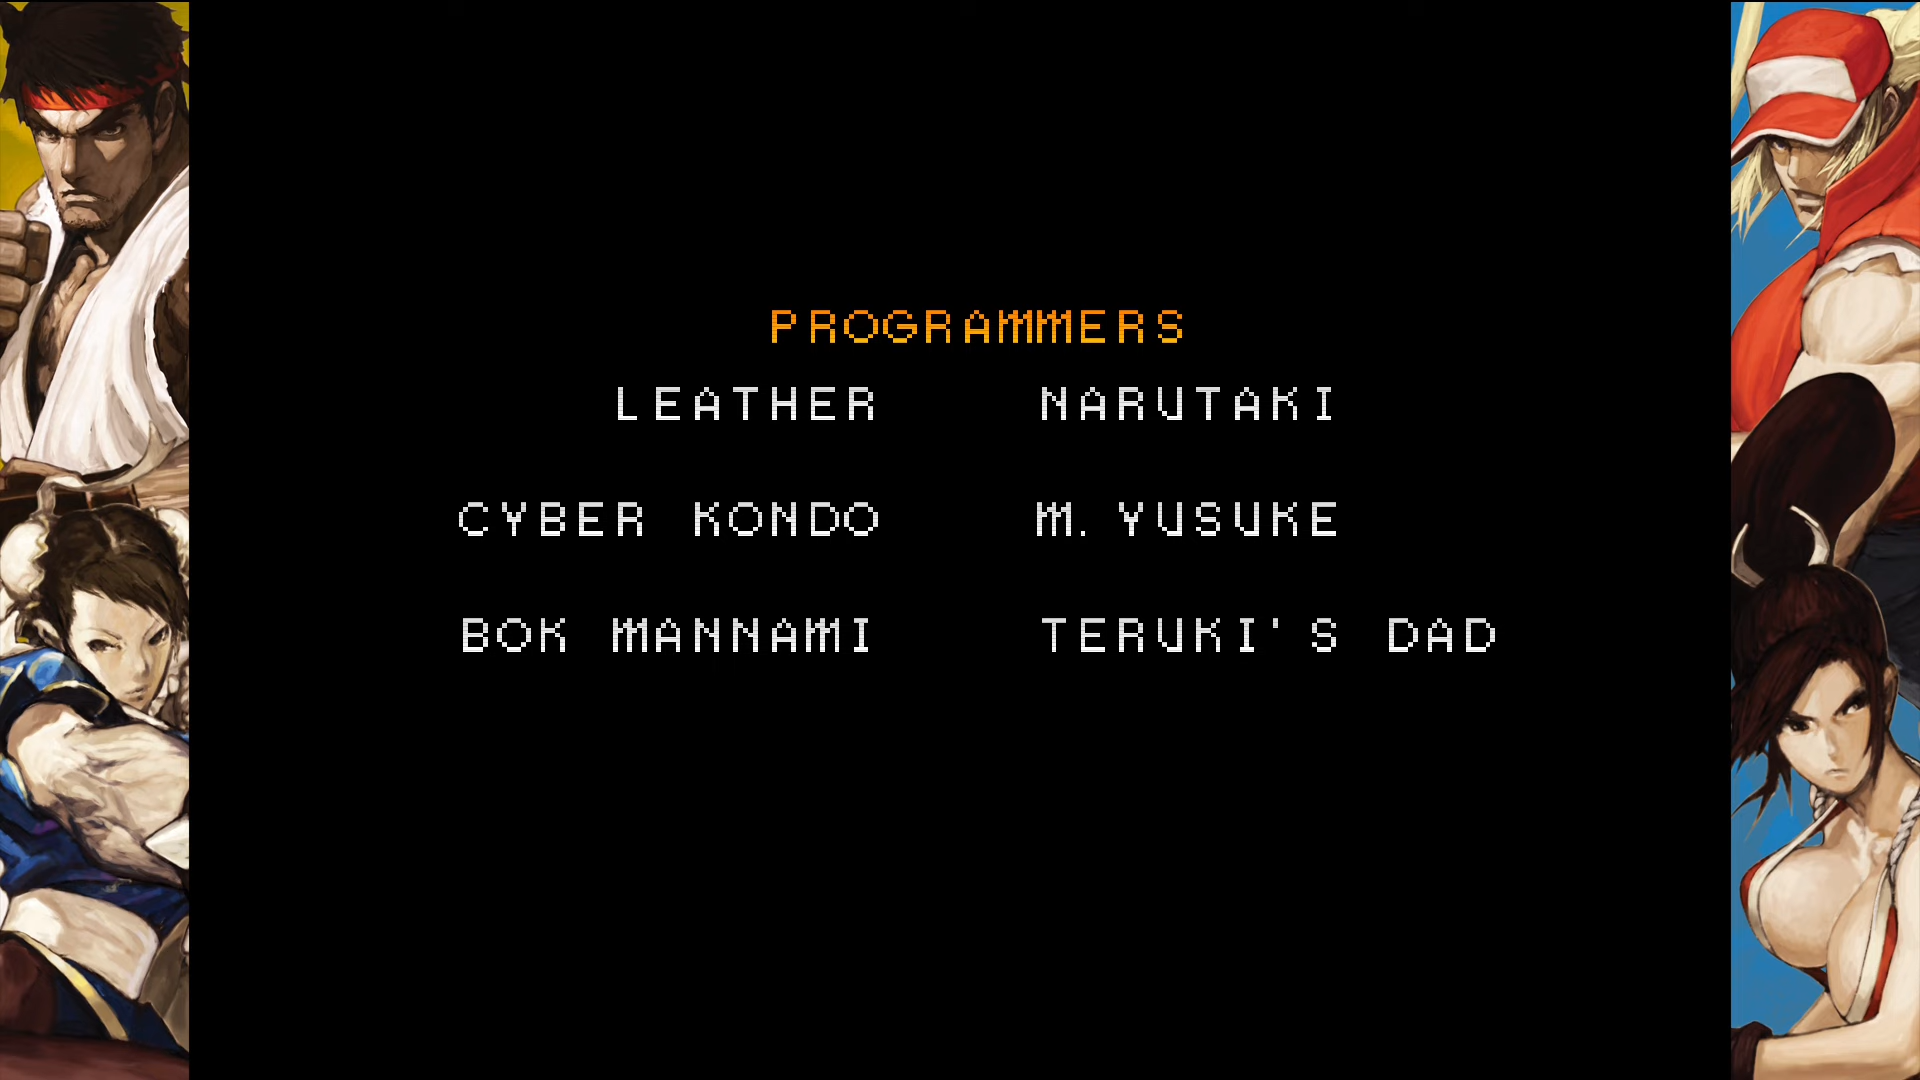 PROGRAMMERS
LEATHER NARUTAKI
CYBER KONDO M. YUSUKE
BOK MANNAMI TERUKI'S DAD